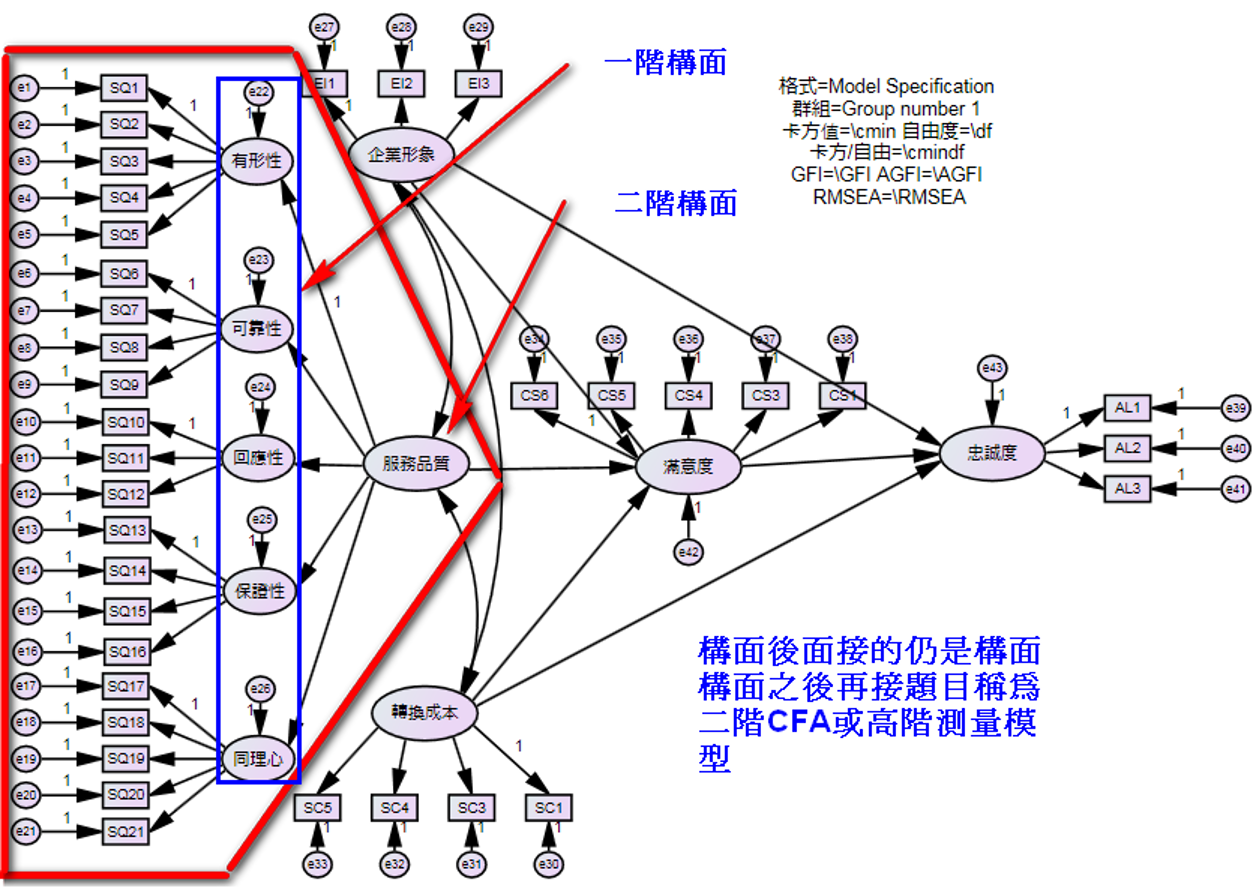 e27
e28
e29
1
1
1
EI1
EI2
EI3
1
企業形象
一階構面
二階構面
格式=Model Specification
群組=Group number 1
卡方值=\cmin 自由度=\df
卡方/自由=\cmindf
GFI=\GFI AGFI=\AGFI
RMSEA=\RMSEA
e1
1
SQ1
e2
1
SQ2
e3
1
SQ3
e4
1
SQ4
e5
1
SQ5
1
e22
1
有形性
e6
1
SQ6
e7
1
SQ7
e8
1
SQ8
e9
1
SQ9
1
e23
1
可靠性
1
e10
1
SQ10
e11
1
SQ11
e12
1
SQ12
1
e24
1
回應性
e13
1
SQ13
e14
1
SQ14
e15
1
SQ15
e16
1
SQ16
1
e25
1
保證性
e17
1
SQ17
e18
1
SQ18
e19
1
SQ19
e20
1
SQ20
e21
1
SQ21
1
e26
1
同理心
服務品質
e34
e35
e36
e37
e38
1
1
1
1
1
CS6
CS5
CS4
CS3
CS1
1
滿意度
1
e42
e43
1
忠誠度
1
AL1
1
e39
AL2
1
e40
AL3
1
e41
轉換成本
1
SC5
SC4
SC3
SC1
1
1
1
1
e33
e32
e31
e30
構面後面接的仍是構面
構面之後再接題目稱為
二階CFA或高階測量模
型